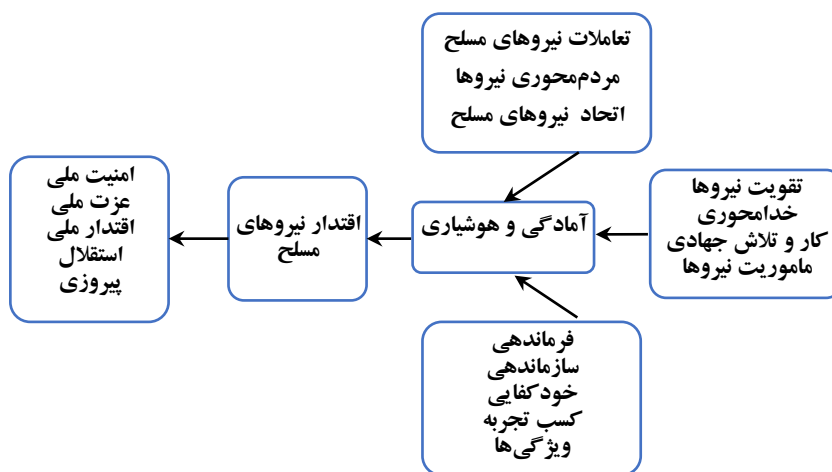 تعاملات نیروهای مسلح
مردم‌محوری نیروها
اتحاد نیروهای مسلح
تقویت نیروها
خدامحوری
کار و تلاش جهادی
ماموریت نیروها
آمادگی و هوشیاری
اقتدار نیروهای
مسلح
امنیت ملی
عزت ملی
اقتدار ملی
استقلال
پیروزی
فرماندهی
سازماندهی
خودکفایی
کسب تجربه
ویژگی‌ها